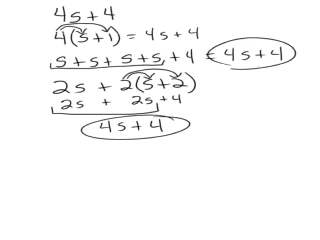 4s+4
4(s+1) = 4s+4
s+s+s+s+4 = 4s+4
2s + 2(s+2)
2s + 2s+4
4s+4